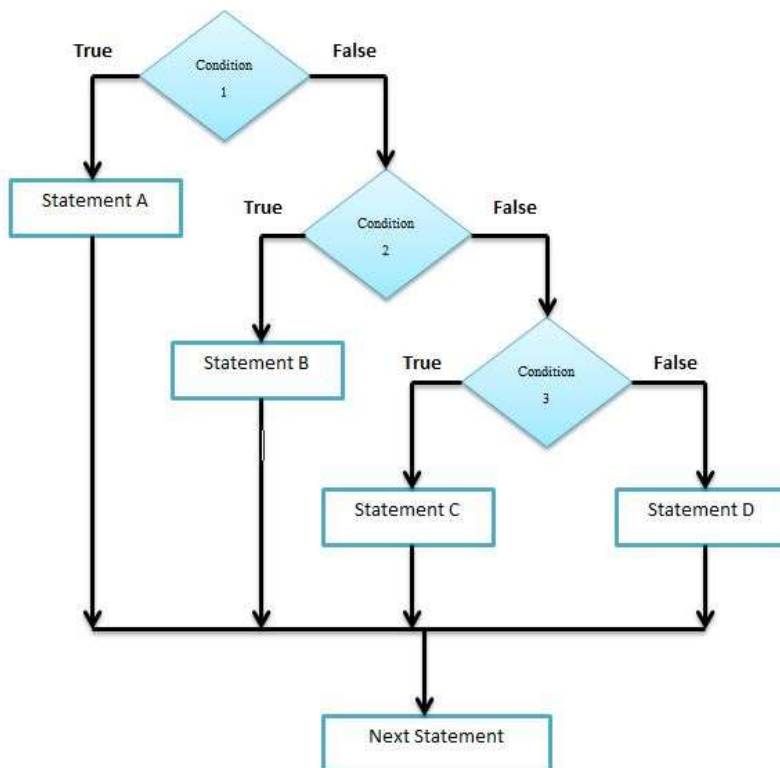 True
False
Condition
1
Statement A
True
False
Condition
2
Statement B
True
False
Condition
3
Statement C
Statement D
Next Statement